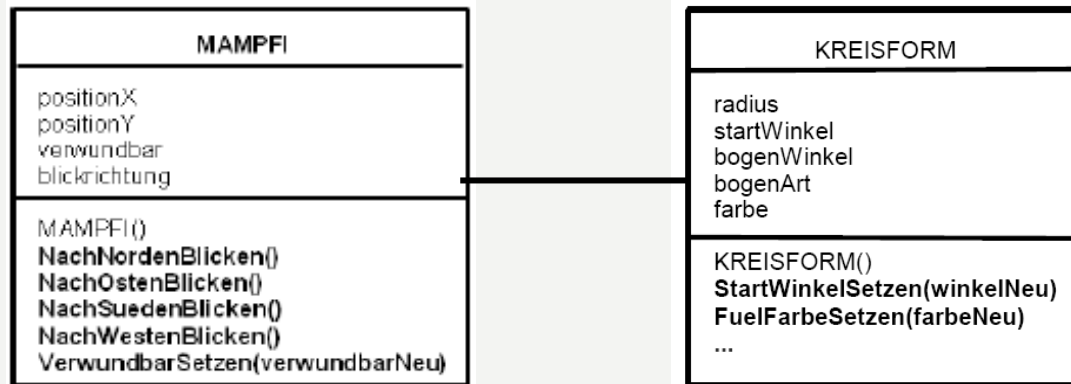 MAMPFI
positionX
positionY
verwundbar
blickrichtung
MAMPFI()
NachNordenBlicken()
NachOstenBlicken()
NachSuedenBlicken()
NachWestenBlicken()
VerwundbarSetzen(verwundbarNeu)
KREISFORM
radius
startWinkel
bogenWinkel
bogenArt
farbe
KREISFORM()
StartWinkelSetzen(winkelNeu)
FuelFarbeSetzen(farbeNeu)
...